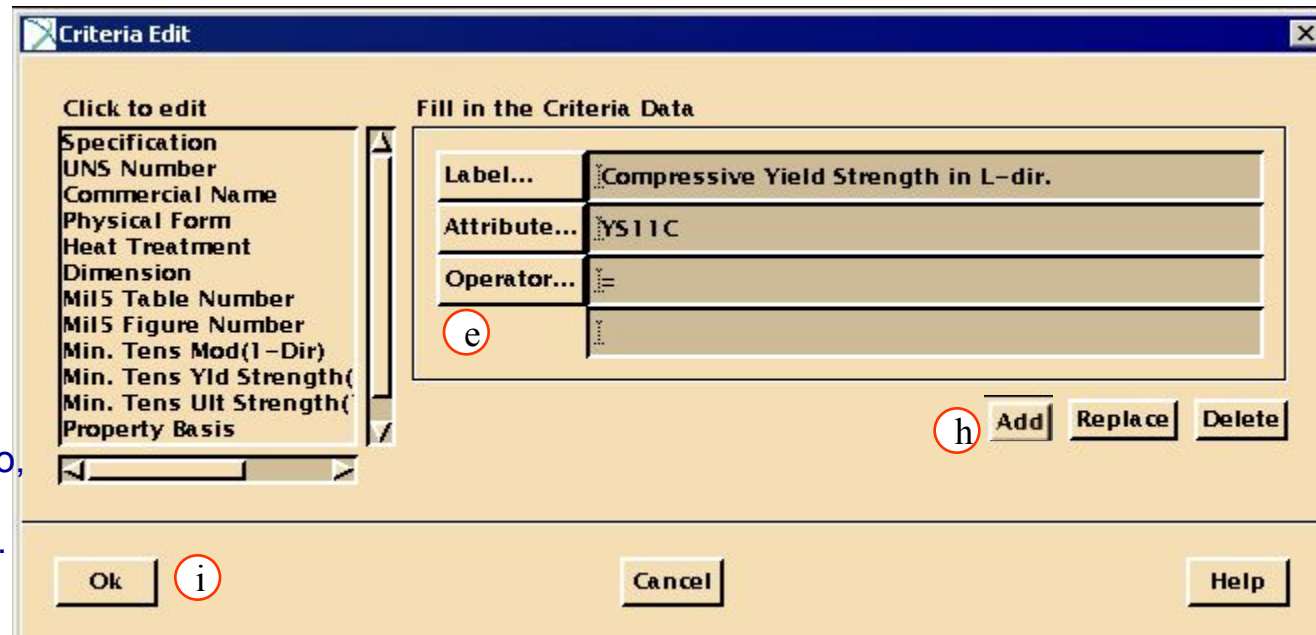 Criteria Edit
Click to edit
Specification
UNS Number
Commercial Name
Physical Form
Heat Treatment
Dimension
Mil5 Table Number
Mil5 Figure Number
Min. Tens Mod(1-Dir)
Min. Tens Yld Strength(
Min. Tens Ult Strength(
Property Basis
Fill in the Criteria Data
Label... Compressive Yield Strength in L-dir.
Attribute... YS11C
Operator... =
e
h Add Replace Delete
o,
.
Ok i Cancel Help